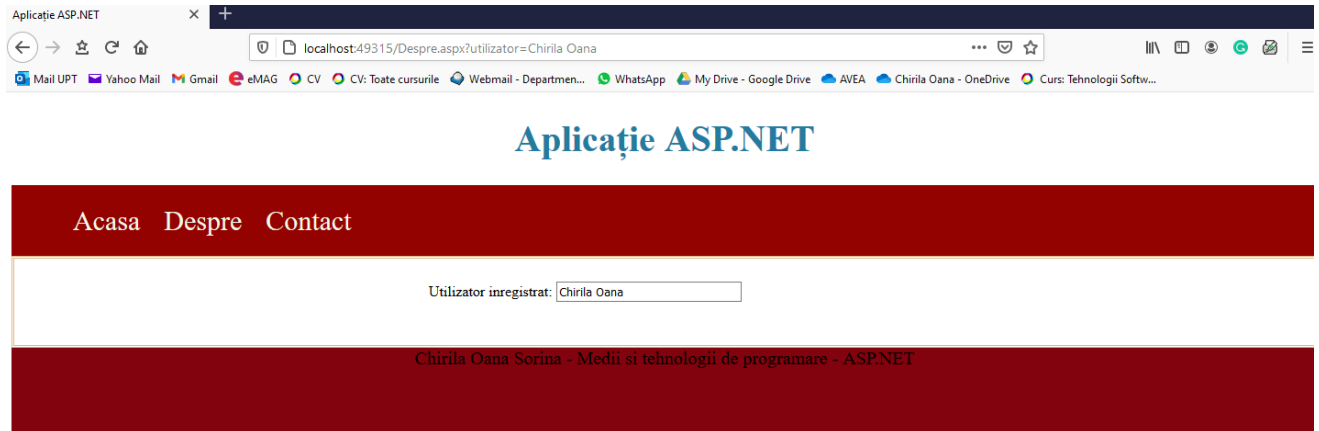 Aplicație ASP.NET
localhost:49315/Despre.aspx?utilizator=Chirila Oana
Mail UPT Yahoo Mail Gmail eMAG CV CV: Toate cursurile Webmail - Departmen... WhatsApp My Drive - Google Drive AVEA Chirila Oana - OneDrive Curs: Tehnologii Softw...
Aplicație ASP.NET
Acasa Despre Contact
Utilizator inregistrat: Chirila Oana
Chirila Oana Sorina - Medii si tehnologii de programare - ASP.NET